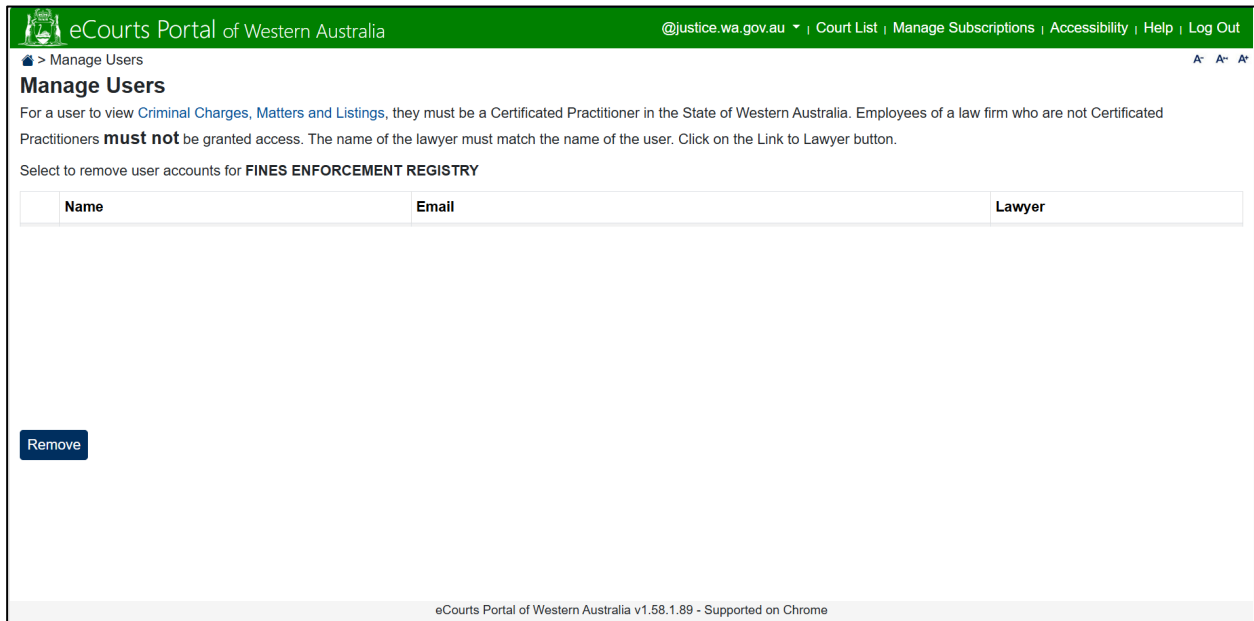 eCourts Portal of Western Australia
@justice.wa.gov.au | Court List | Manage Subscriptions | Accessibility | Help | Log Out
> Manage Users
A- A-- A+
Manage Users
For a user to view Criminal Charges, Matters and Listings, they must be a Certificated Practitioner in the State of Western Australia. Employees of a law firm who are not Certificated
Practitioners must not be granted access. The name of the lawyer must match the name of the user. Click on the Link to Lawyer button.
Select to remove user accounts for FINES ENFORCEMENT REGISTRY
Name Email Lawyer
Remove
eCourts Portal of Western Australia v1.58.1.89 - Supported on Chrome